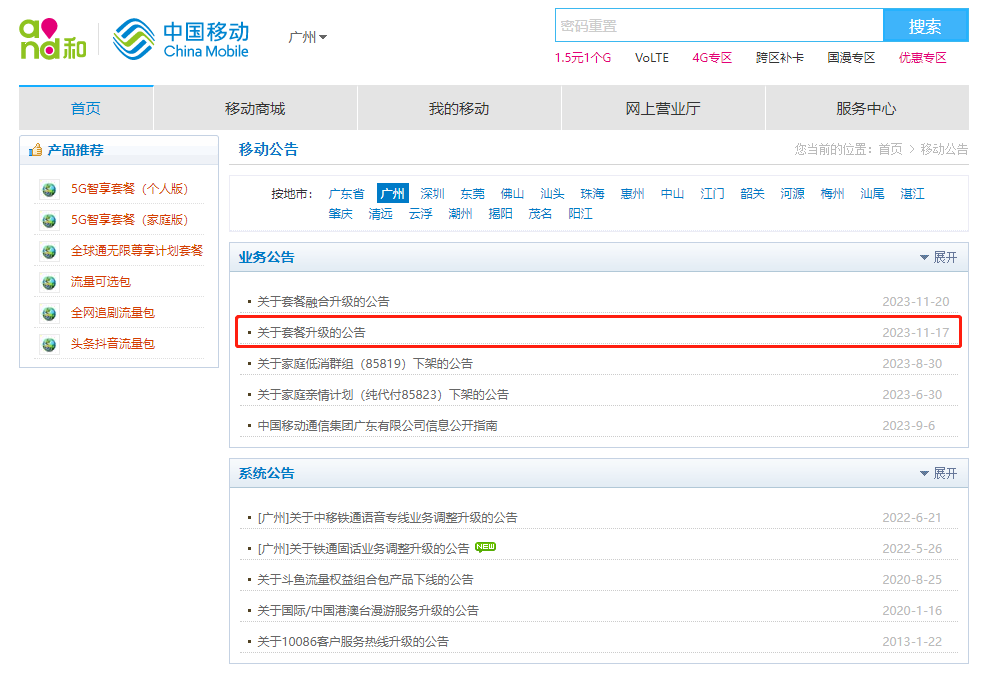 and和
中国移动
China Mobile
广州
密码重置
搜索
1.5元1个G VoLTE 4G专区 跨区补卡 国漫专区 优惠专区
首页 移动商城 我的移动 网上营业厅 服务中心
产品推荐
5G智享套餐（个人版）
5G智享套餐（家庭版）
全球通无限尊享计划套餐
流量可选包
全网追剧流量包
头条抖音流量包
移动公告
您当前的位置：首页 > 移动公告
按地市： 广东省 广州 深圳 东莞 佛山 汕头 珠海 惠州 中山 江门 韶关 河源 梅州 汕尾 湛江
肇庆 清远 云浮 潮州 揭阳 茂名 阳江
业务公告 展开
关于套餐融合升级的公告 2023-11-20
关于套餐升级的公告 2023-11-17
关于家庭低消群组（85819）下架的公告 2023-8-30
关于家庭亲情计划（纯代付85823）下架的公告 2023-6-30
中国移动通信集团广东有限公司信息公开指南 2023-9-6
系统公告 展开
[广州]关于中移铁通语音专线业务调整升级的公告 2022-6-21
[广州]关于铁通固话业务调整升级的公告 NEW 2022-5-26
关于斗鱼流量权益组合包产品下线的公告 2020-8-25
关于国际/中国港澳台漫游服务升级的公告 2020-1-16
关于10086客户服务热线升级的公告 2013-1-22